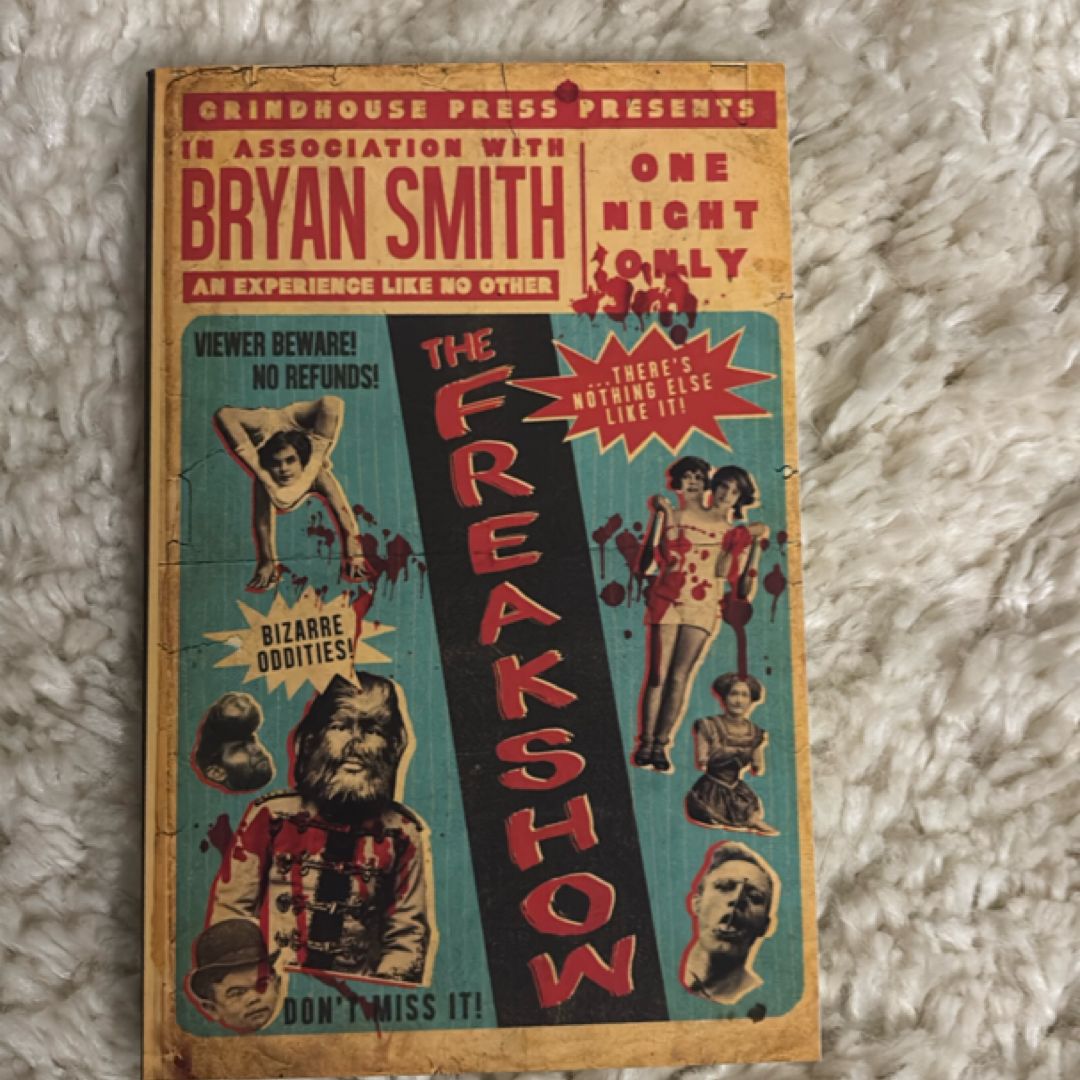 GRINDHOUSE PRESS PRESENTS
IN ASSOCIATION WITH
BRYAN SMITH
AN EXPERIENCE LIKE NO OTHER
ONE
NIGHT
ONLY
VIEWER BEWARE!
NO REFUNDS!
THE
FREAKSHOW
...THERE'S
NOTHING ELSE
LIKE IT!
BIZARRE
ODDITIES!
DON'T MISS IT!